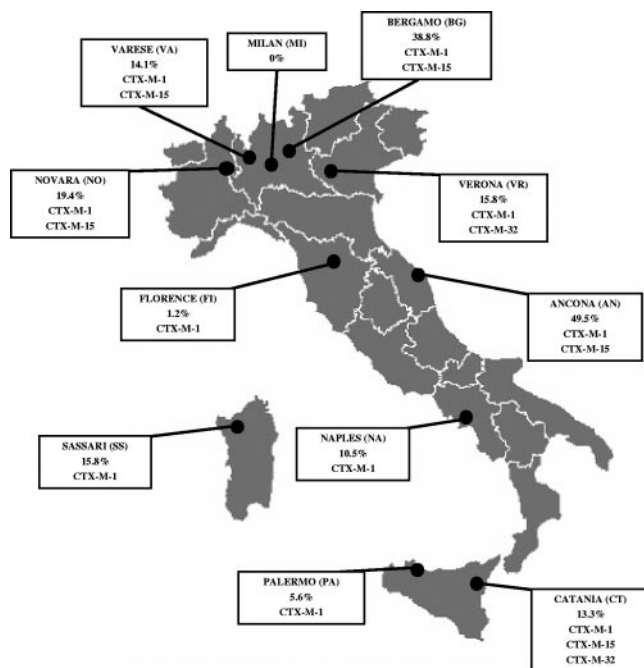 BERGAMO (BG)
38.8%
CTX-M-1
CTX-M-15
MILAN (MI)
0%
VARESE (VA)
14.1%
CTX-M-1
CTX-M-15
NOVARA (NO)
19.4%
CTX-M-1
CTX-M-15
VERONA (VR)
15.8%
CTX-M-1
CTX-M-32
FLORENCE (FI)
1.2%
CTX-M-1
ANCONA (AN)
49.5%
CTX-M-1
CTX-M-15
SASSARI (SS)
15.8%
CTX-M-1
NAPLES (NA)
10.5%
CTX-M-1
PALERMO (PA)
5.6%
CTX-M-1
CATANIA (CT)
13.3%
CTX-M-1
CTX-M-15
CTX-M-32